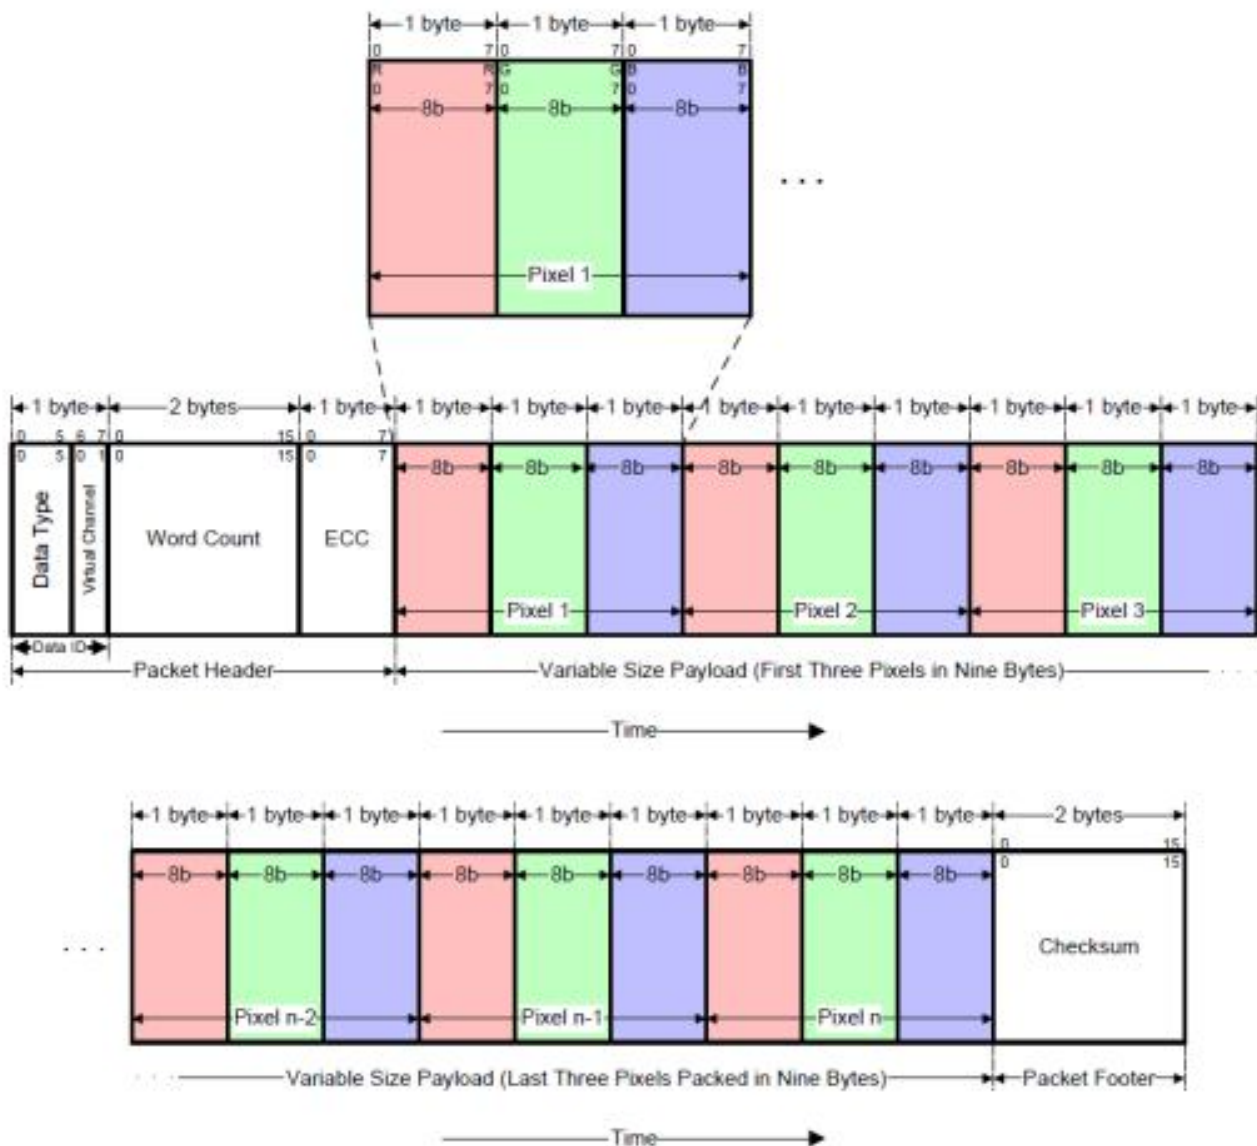 1 byte 1 byte 1 byte
0 7 0 7 0 7
R R G G B B
0 7 0 7 0 7
8b 8b 8b
. . .
Pixel 1
1 byte 2 bytes 1 byte 1 byte 1 byte 1 byte 1 byte 1 byte 1 byte 1 byte 1 byte 1 byte
0 5 6 7 0 15 0 7
0 5 0 1 0 15 0 7
8b 8b 8b 8b 8b 8b 8b 8b 8b
Data Type Virtual Channel Word Count ECC
Pixel 1 Pixel 2 Pixel 3
Data ID
Packet Header Variable Size Payload (First Three Pixels in Nine Bytes) . . .
Time
1 byte 1 byte 1 byte 1 byte 1 byte 1 byte 1 byte 1 byte 1 byte 2 bytes
0 15
0 15
8b 8b 8b 8b 8b 8b 8b 8b 8b
. . . Checksum
Pixel n-2 Pixel n-1 Pixel n
. . . Variable Size Payload (Last Three Pixels Packed in Nine Bytes) Packet Footer
Time